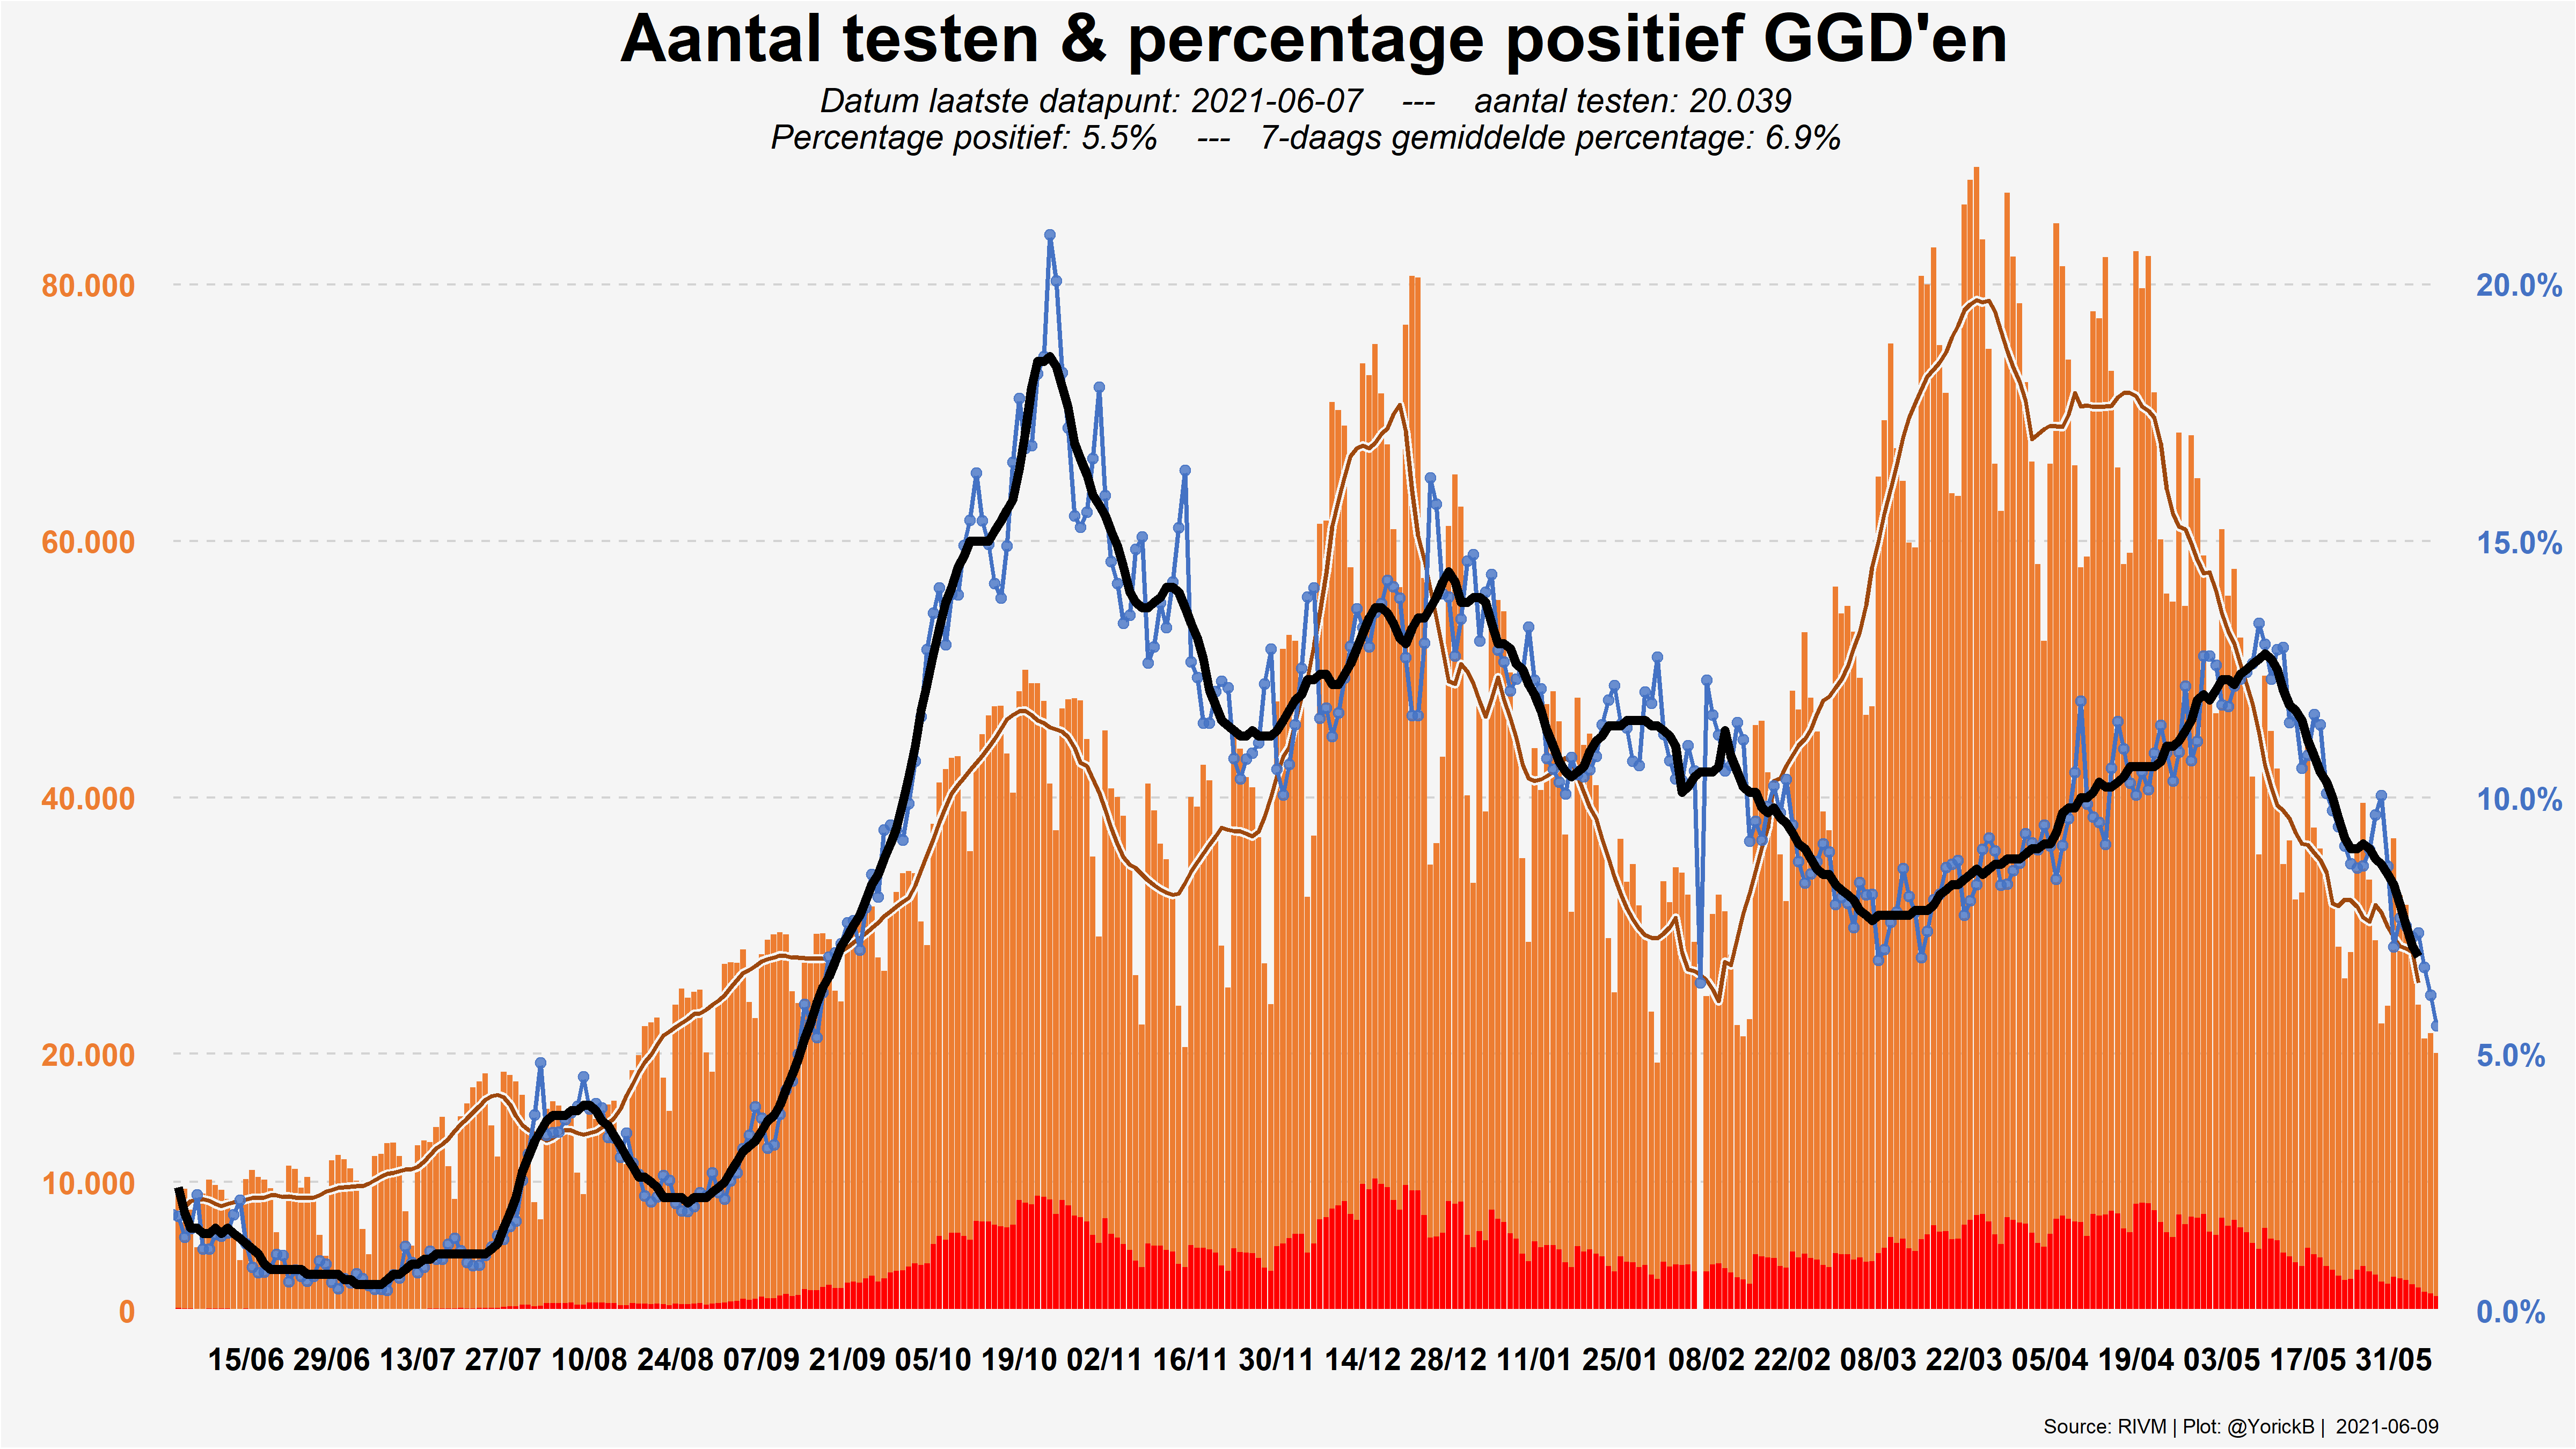 Aantal testen & percentage positief GGD'en
Datum laatste datapunt: 2021-06-07 --- aantal testen: 20.039
Percentage positief: 5.5% --- 7-daags gemiddelde percentage: 6.9%
80.000
20.0%
60.000
15.0%
40.000
10.0%
20.000
5.0%
10.000
0
0.0%
15/06 29/06 13/07 27/07 10/08 24/08 07/09 21/09 05/10 19/10 02/11 16/11 30/11 14/12 28/12 11/01 25/01 08/02 22/02 08/03 22/03 05/04 19/04 03/05 17/05 31/05
Source: RIVM | Plot: @YorickB | 2021-06-09